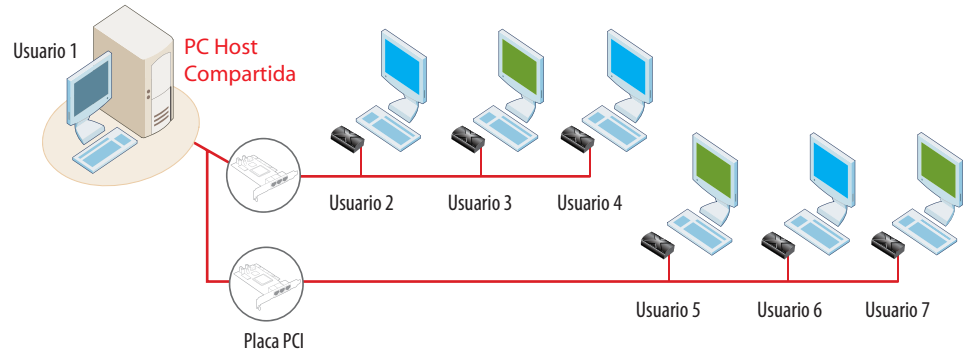 Usuario 1
PC Host
Compartida
Usuario 2
Usuario 3
Usuario 4
Usuario 5
Usuario 6
Usuario 7
Placa PCI